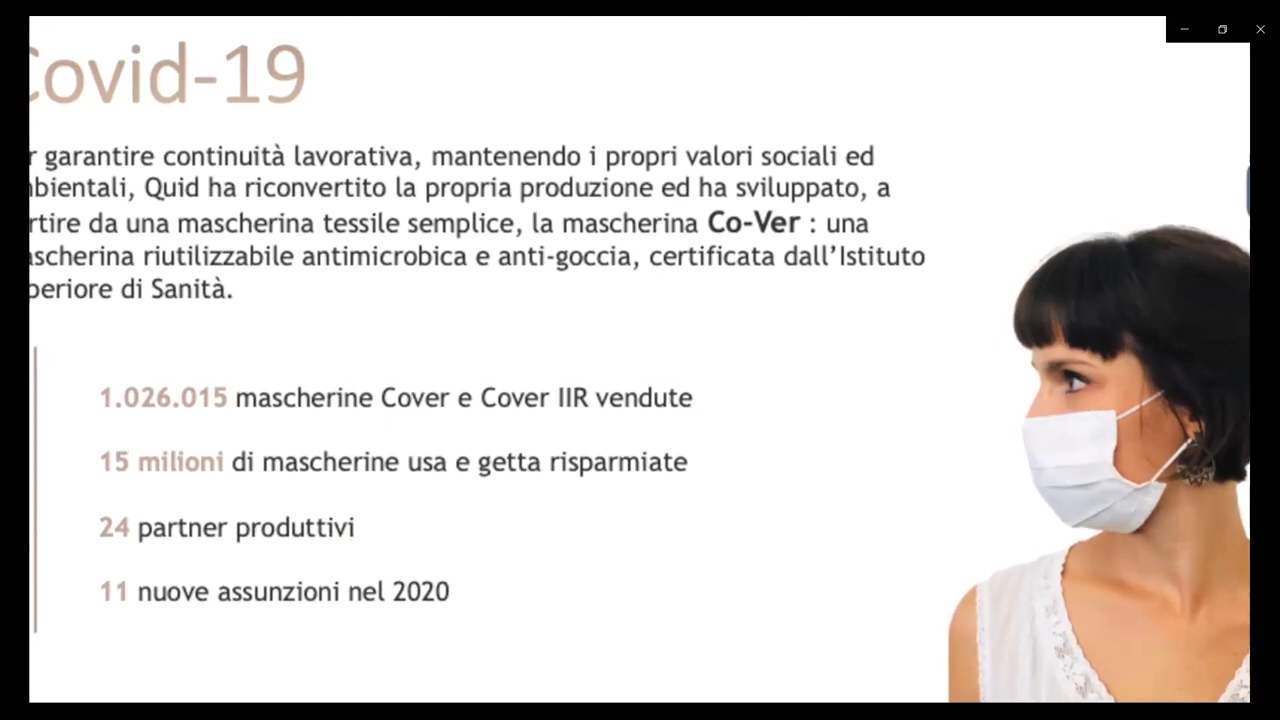 Covid-19
r garantire continuità lavorativa, mantenendo i propri valori sociali ed
bientali, Quid ha riconvertito la propria produzione ed ha sviluppato, a
rtire da una mascherina tessile semplice, la mascherina Co-Ver : una
ascherina riutilizzabile antimicrobica e anti-goccia, certificata dall'Istituto
periore di Sanità.
1.026.015 mascherine Cover e Cover IIR vendute
15 milioni di mascherine usa e getta risparmiate
24 partner produttivi
11 nuove assunzioni nel 2020